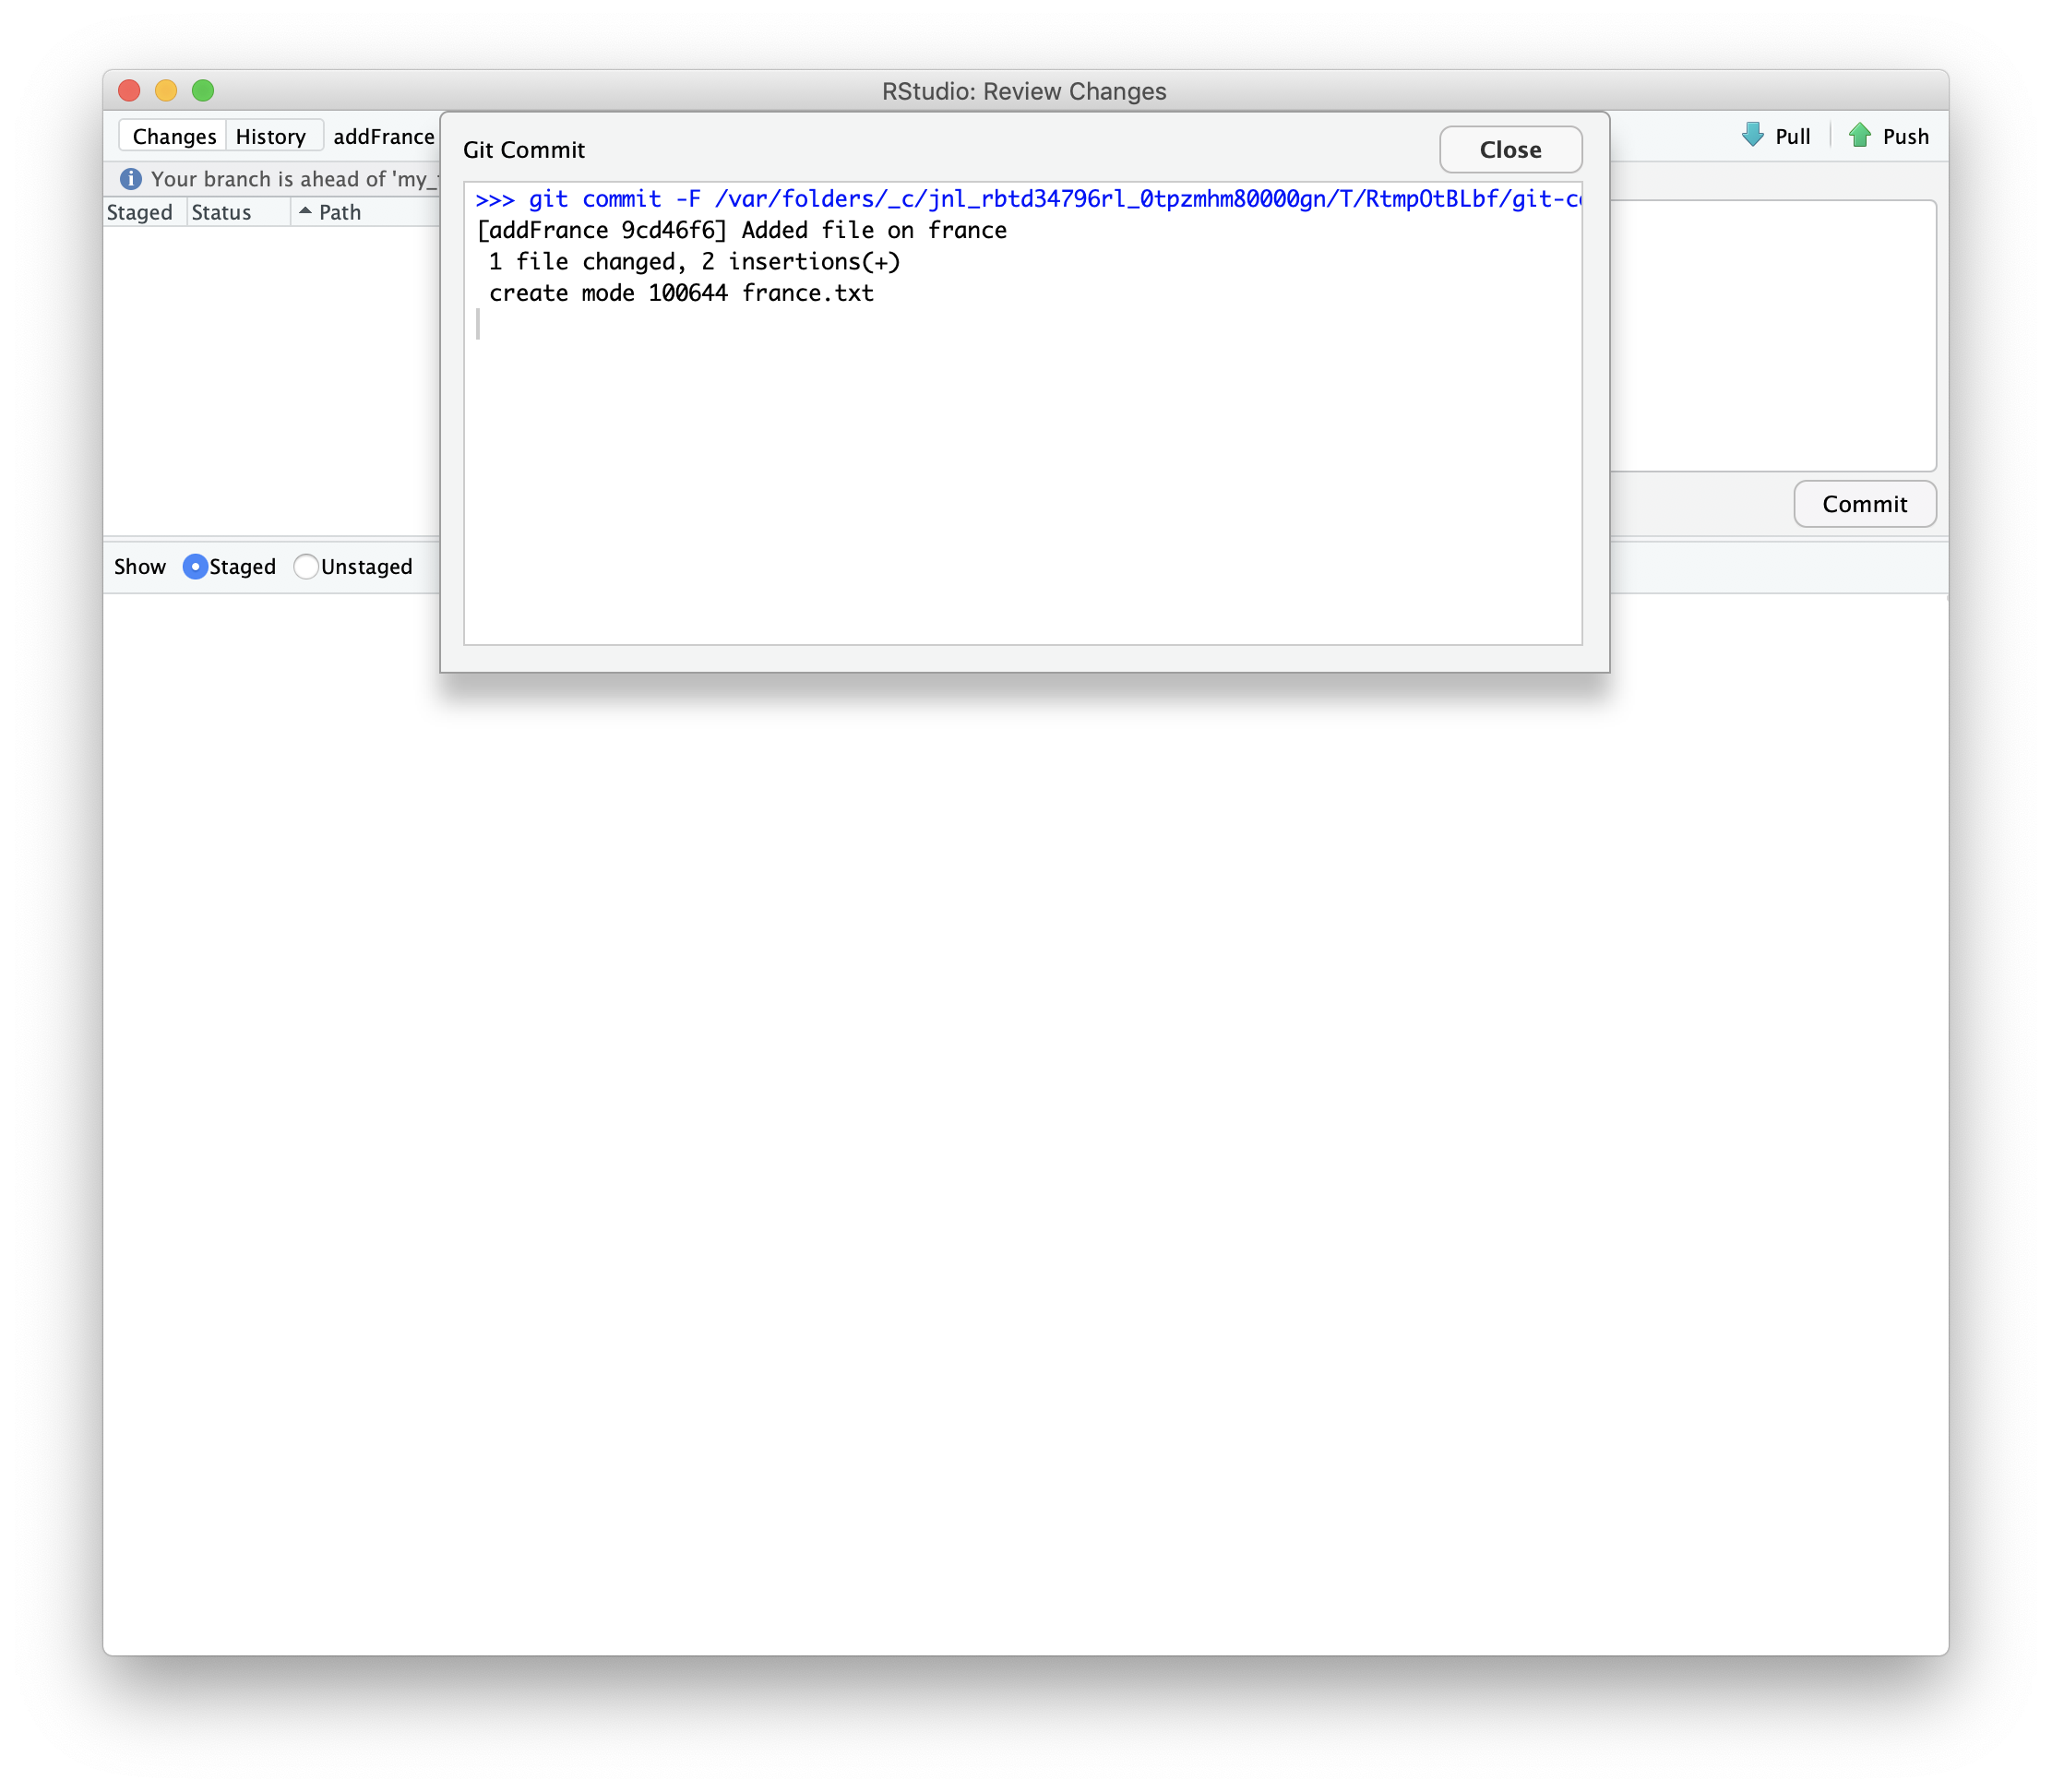 RStudio: Review Changes
Changes History addFrance Pull Push
Git Commit Close
Your branch is ahead of
Staged Status Path
>>> git commit -F /var/folders/_c/jnl_rbtd34796rl_0tpzmhm80000gn/T/RtmpOtBLbf/git-c
[addFrance 9cd46f6] Added file on france
1 file changed, 2 insertions(+)
create mode 100644 france.txt
Commit
Show Staged Unstaged